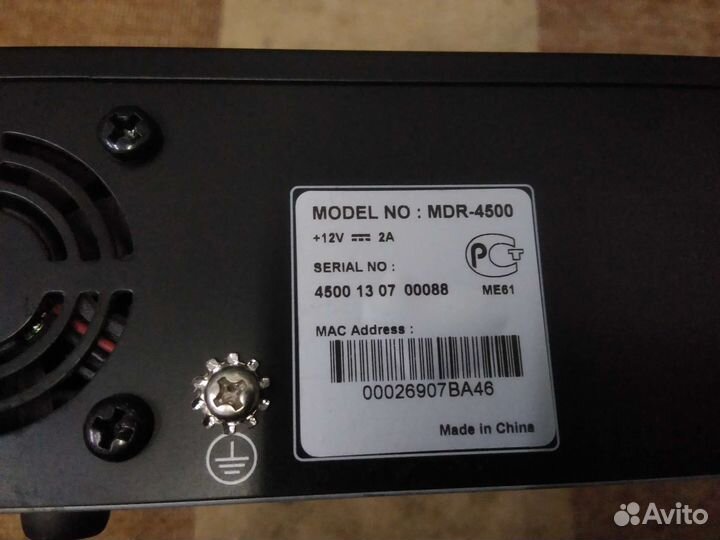 MODEL NO : MDR-4500
+12V ⎓ 2A
SERIAL NO :
4500 13 07 00088
РСТ
ME61
MAC Address :
00026907BA46
Made in China
Avito